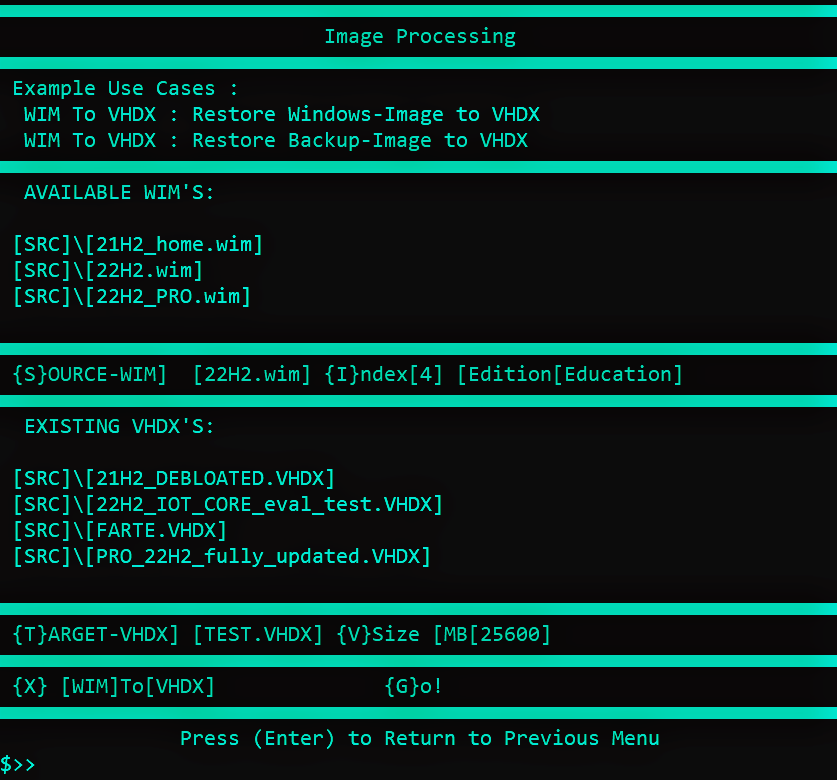 Image Processing
Example Use Cases :
WIM To VHDX : Restore Windows-Image to VHDX
WIM To VHDX : Restore Backup-Image to VHDX
AVAILABLE WIM'S:
[SRC]\[21H2_home.wim]
[SRC]\[22H2.wim]
[SRC]\[22H2_PRO.wim]
{S}OURCE-WIM] [22H2.wim] {I}ndex[4] [Edition[Education]
EXISTING VHDX'S:
[SRC]\[21H2_DEBLOATED.VHDX]
[SRC]\[22H2_IOT_CORE_eval_test.VHDX]
[SRC]\[FARTE.VHDX]
[SRC]\[PRO_22H2_fully_updated.VHDX]
{T}ARGET-VHDX] [TEST.VHDX] {V}Size [MB[25600]
{X} [WIM]To[VHDX] {G}o!
Press (Enter) to Return to Previous Menu
$>>